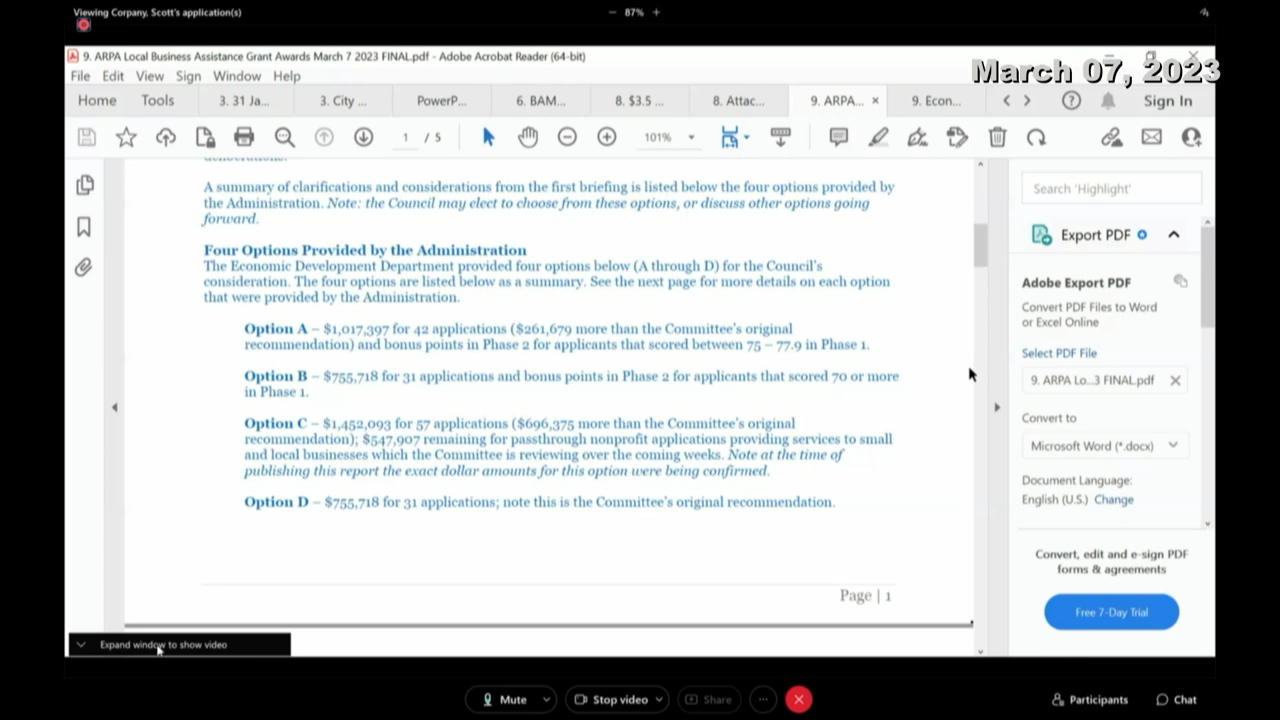 Viewing Corpany, Scott's application(s)
87%
March 07, 2023
9. ARPA Local Business Assistance Grant Awards March 7 2023 FINAL.pdf - Adobe Acrobat Reader (64-bit)
File Edit View Sign Window Help
Home Tools 3. 31 Ja... 3. City ... PowerP... 6. BAM... 8. $3.5 ... 8. Attac... 9. ARPA... × 9. Econ... Sign In
1 / 5 101%
A summary of clarifications and considerations from the first briefing is listed below the four options provided by
the Administration. Note: the Council may elect to choose from these options, or discuss other options going
forward.
Four Options Provided by the Administration
The Economic Development Department provided four options below (A through D) for the Council's
consideration. The four options are listed below as a summary. See the next page for more details on each option
that were provided by the Administration.
Option A – $1,017,397 for 42 applications ($261,679 more than the Committee's original
recommendation) and bonus points in Phase 2 for applicants that scored between 75 – 77.9 in Phase 1.
Option B – $755,718 for 31 applications and bonus points in Phase 2 for applicants that scored 70 or more
in Phase 1.
Option C – $1,452,093 for 57 applications ($696,375 more than the Committee's original
recommendation); $547,907 remaining for passthrough nonprofit applications providing services to small
and local businesses which the Committee is reviewing over the coming weeks. Note at the time of
publishing this report the exact dollar amounts for this option were being confirmed.
Option D – $755,718 for 31 applications; note this is the Committee's original recommendation.
Page | 1
Search 'Highlight'
Export PDF
Adobe Export PDF
Convert PDF Files to Word
or Excel Online
Select PDF File
9. ARPA Lo...3 FINAL.pdf
Convert to
Microsoft Word (*.docx)
Document Language:
English (U.S.) Change
Convert, edit and e-sign PDF
forms & agreements
Free 7-Day Trial
Expand window to show video
Mute Stop video Share ... Participants Chat